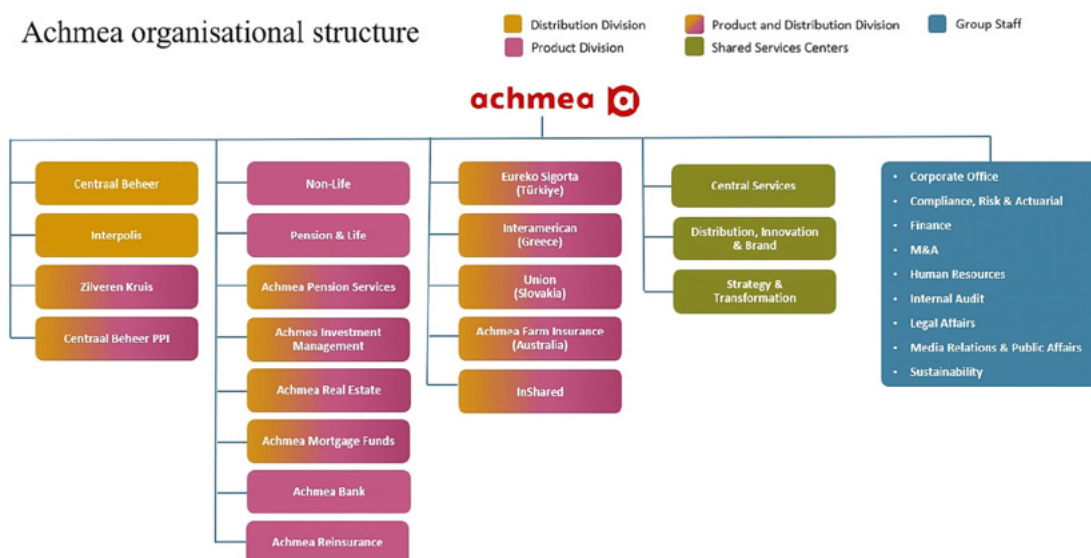 Achmea organisational structure
Distribution Division
Product and Distribution Division
Group Staff
Product Division
Shared Services Centers
achmea
Centraal Beheer
Interpolis
Zilveren Kruis
Centraal Beheer PPI
Non-Life
Pension & Life
Achmea Pension Services
Achmea Investment
Management
Achmea Real Estate
Achmea Mortgage Funds
Achmea Bank
Achmea Reinsurance
Eureko Sigorta
(Türkiye)
Interamerican
(Greece)
Union
(Slovakia)
Achmea Farm Insurance
(Australia)
InShared
Central Services
Distribution, Innovation
& Brand
Strategy &
Transformation
• Corporate Office
• Compliance, Risk & Actuarial
• Finance
• M&A
• Human Resources
• Internal Audit
• Legal Affairs
• Media Relations & Public Affairs
• Sustainability